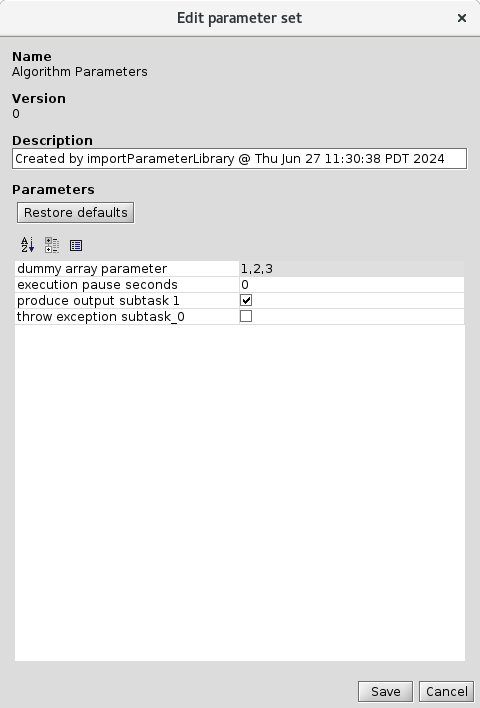 Edit parameter set
Name
Algorithm Parameters
Version
0
Description
Created by importParameterLibrary @ Thu Jun 27 11:30:38 PDT 2024
Parameters
Restore defaults
dummy array parameter 1,2,3
execution pause seconds 0
produce output subtask 1
throw exception subtask_0
Save Cancel